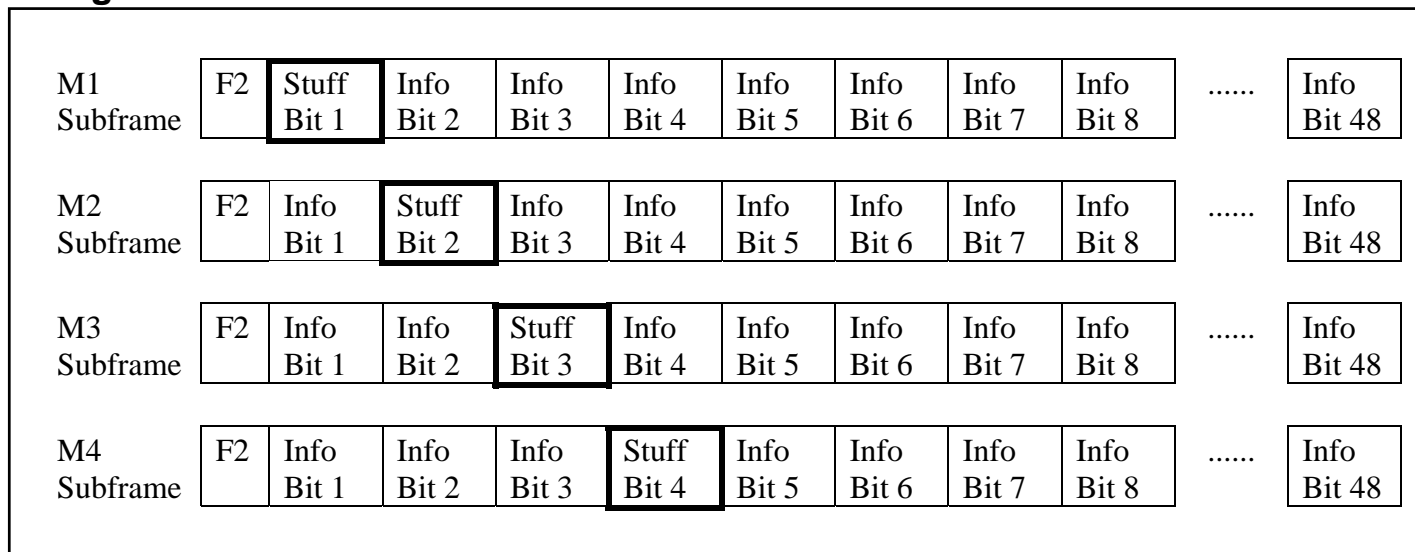 M1 F2 Stuff Info Info Info Info Info Info Info ...... Info
Subframe Bit 1 Bit 2 Bit 3 Bit 4 Bit 5 Bit 6 Bit 7 Bit 8 Bit 48
M2 F2 Info Stuff Info Info Info Info Info Info ...... Info
Subframe Bit 1 Bit 2 Bit 3 Bit 4 Bit 5 Bit 6 Bit 7 Bit 8 Bit 48
M3 F2 Info Info Stuff Info Info Info Info Info ...... Info
Subframe Bit 1 Bit 2 Bit 3 Bit 4 Bit 5 Bit 6 Bit 7 Bit 8 Bit 48
M4 F2 Info Info Info Stuff Info Info Info Info ...... Info
Subframe Bit 1 Bit 2 Bit 3 Bit 4 Bit 5 Bit 6 Bit 7 Bit 8 Bit 48